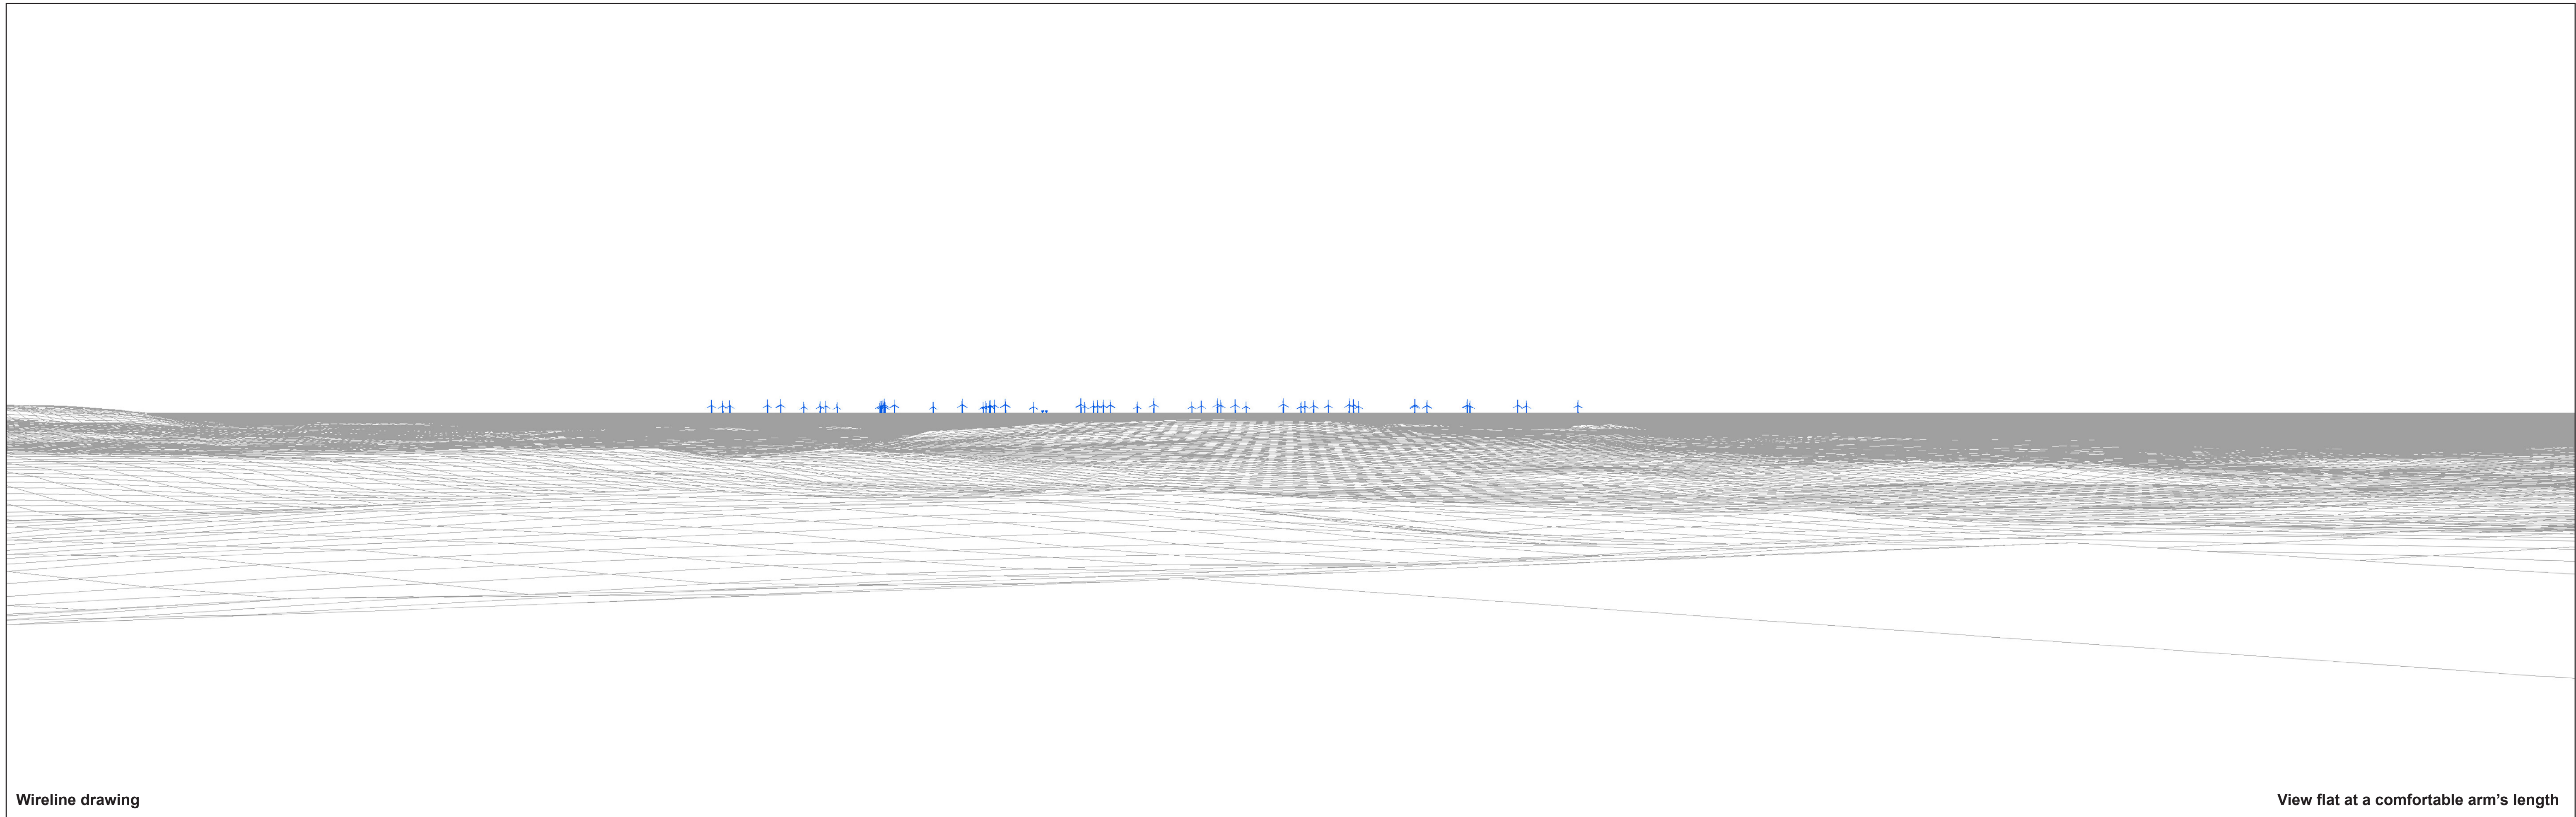 Wireline drawing
View flat at a comfortable arm’s length